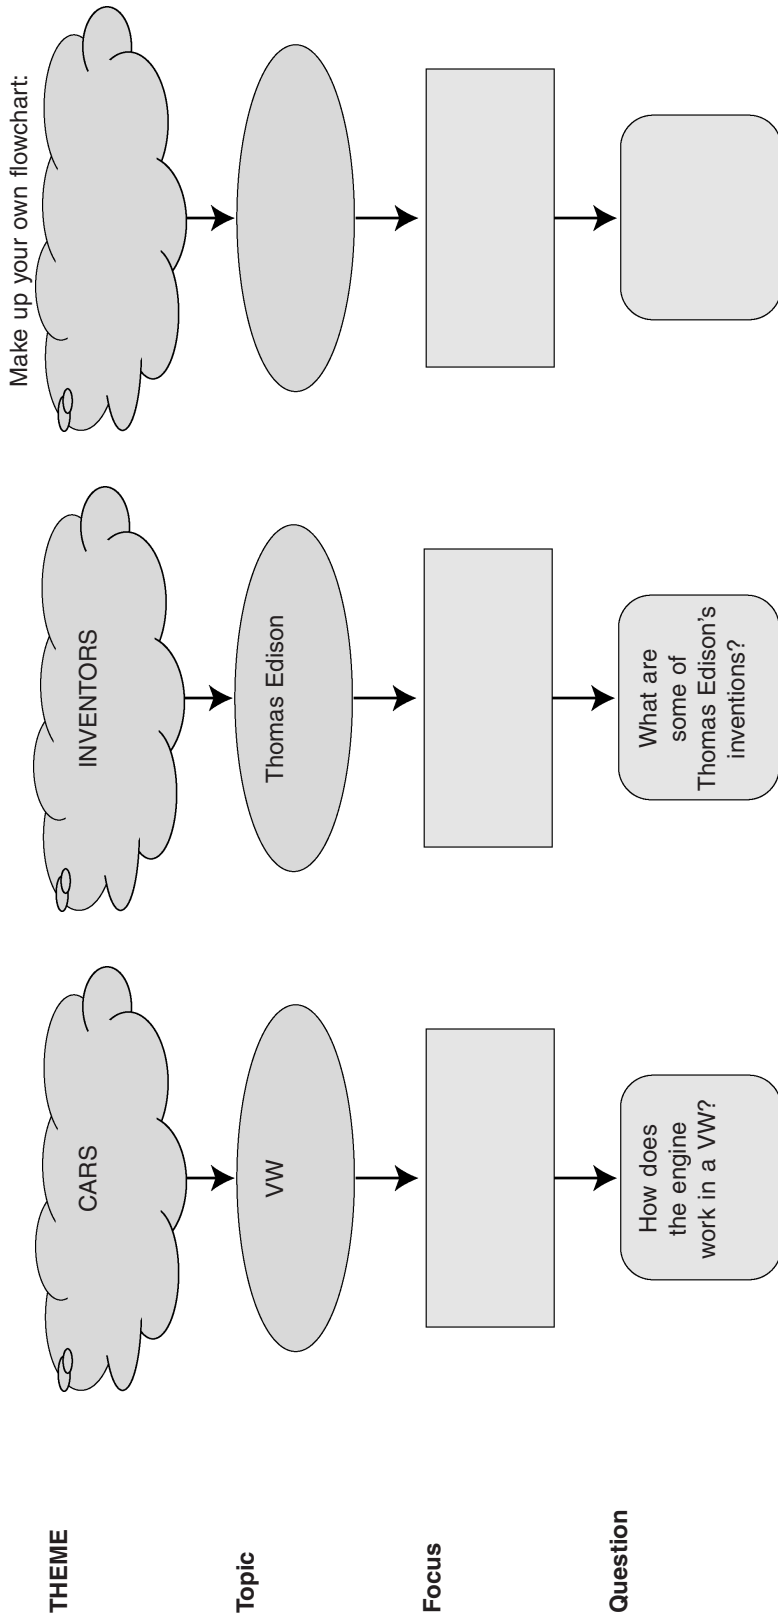 Make up your own flowchart:
THEME
CARS
INVENTORS
Topic
VW
Thomas Edison
Focus
Question
How does
the engine
work in a VW?
What are
some of
Thomas Edison's
inventions?